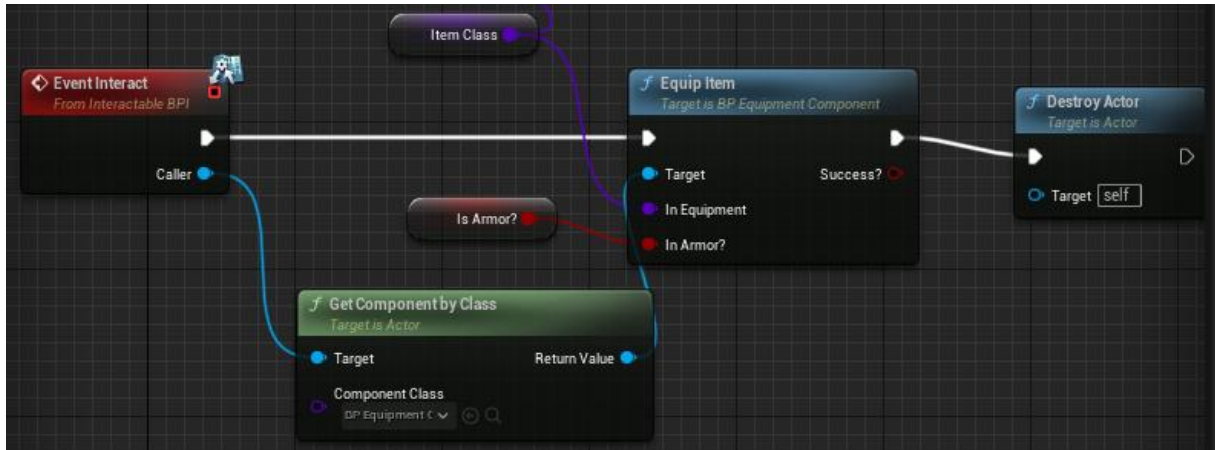 Item Class
Event Interact
From Interactable BPI
Caller
f Equip Item
Target is BP Equipment Component
Target
Success?
In Equipment
In Armor?
f Destroy Actor
Target is Actor
Target self
Is Armor?
f Get Component by Class
Target is Actor
Target
Return Value
Component Class
BP Equipment C